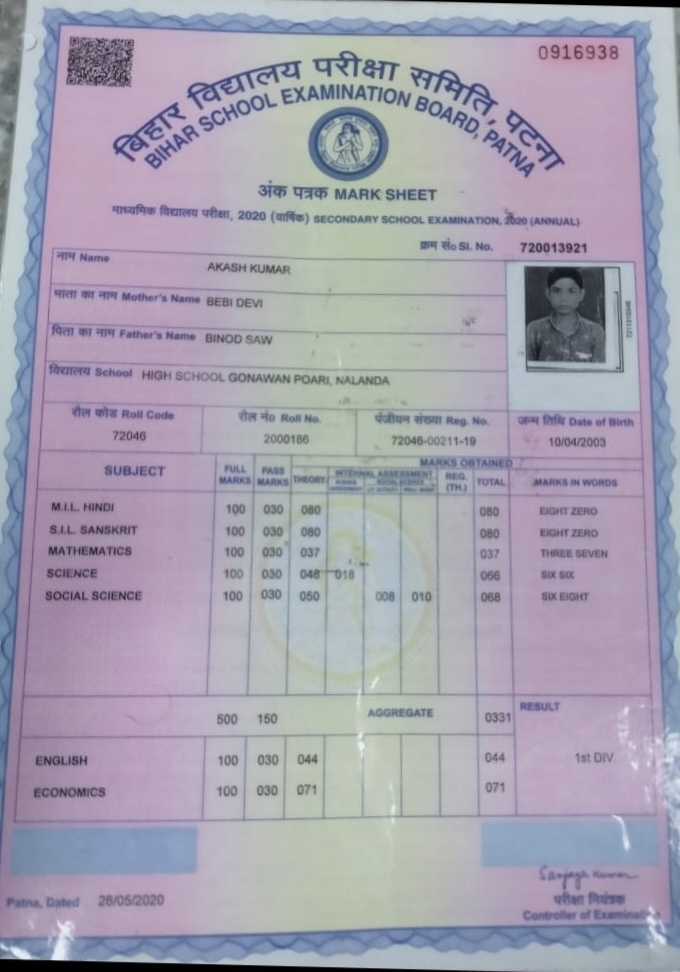 0916938
बिहार विद्यालय परीक्षा समिति, पटना
BIHAR SCHOOL EXAMINATION BOARD, PATNA
अंक पत्रक MARK SHEET
माध्यमिक विद्यालय परीक्षा, 2020 (वार्षिक) SECONDARY SCHOOL EXAMINATION, 2020 (ANNUAL)
क्रम सं० Sl. No. 720013921
नाम Name AKASH KUMAR
माता का नाम Mother's Name BEBI DEVI
पिता का नाम Father's Name BINOD SAW
विद्यालय School HIGH SCHOOL GONAWAN POARI, NALANDA
रौल कोड Roll Code रौल नं० Roll No. पंजीयन संख्या Reg. No. जन्म तिथि Date of Birth
72046 2000186 72046-00211-19 10/04/2003
MARKS OBTAINED
SUBJECT FULL MARKS PASS MARKS THEORY INTERNAL ASSESSMENT REG. (TH.) TOTAL MARKS IN WORDS
SOCIAL SCIENCE
M.I.L. HINDI 100 030 080 080 EIGHT ZERO
S.I.L. SANSKRIT 100 030 080 080 EIGHT ZERO
MATHEMATICS 100 030 037 037 THREE SEVEN
SCIENCE 100 030 048 018 066 SIX SIX
SOCIAL SCIENCE 100 030 050 008 010 068 SIX EIGHT
500 150 AGGREGATE 0331 RESULT
ENGLISH 100 030 044 044 1st DIV.
ECONOMICS 100 030 071 071
Sanjaya Kumar
Patna, Dated 26/05/2020 परीक्षा नियंत्रक
Controller of Examination